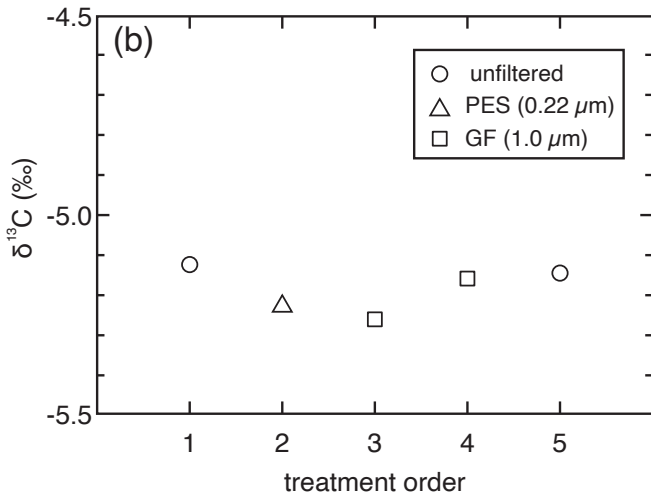 (b)
unfiltered
PES (0.22 µm)
GF (1.0 µm)
-4.5
-5.0
-5.5
δ¹³C (‰)
1 2 3 4 5
treatment order